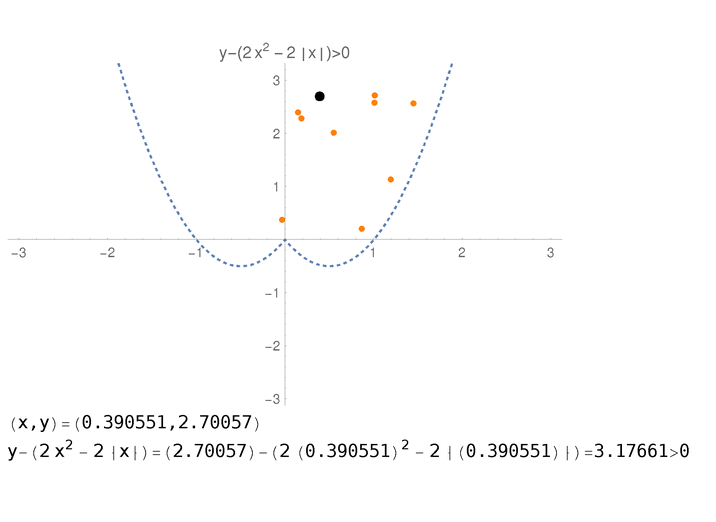 y−(2 x² − 2 |x|)>0
3
2
1
−3 −2 −1 1 2 3
−1
−2
−3
(x,y)=(0.390551,2.70057)
y−(2 x² − 2 |x|)=(2.70057)−(2 (0.390551)² − 2 |(0.390551)|)=3.17661>0